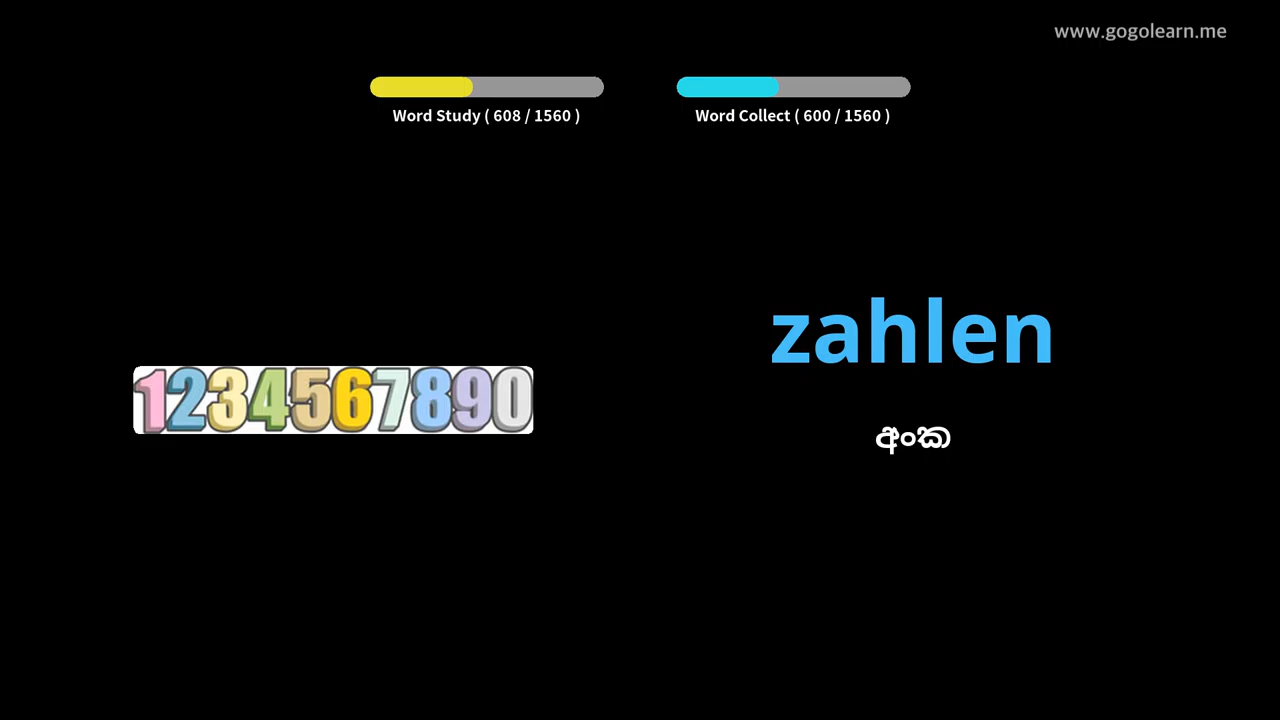 www.gogolearn.me
Word Study ( 608 / 1560 )
Word Collect ( 600 / 1560 )
zahlen
1234567890
අංක